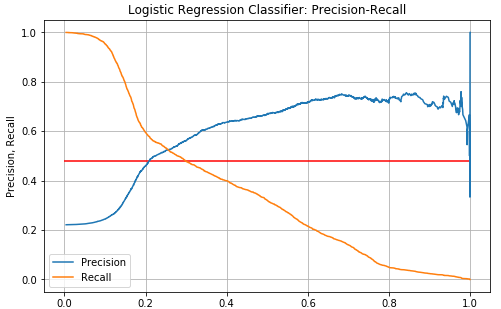 Logistic Regression Classifier: Precision-Recall
1.0
0.8
0.6
0.4
0.2
0.0
Precision, Recall
Precision
Recall
0.0 0.2 0.4 0.6 0.8 1.0